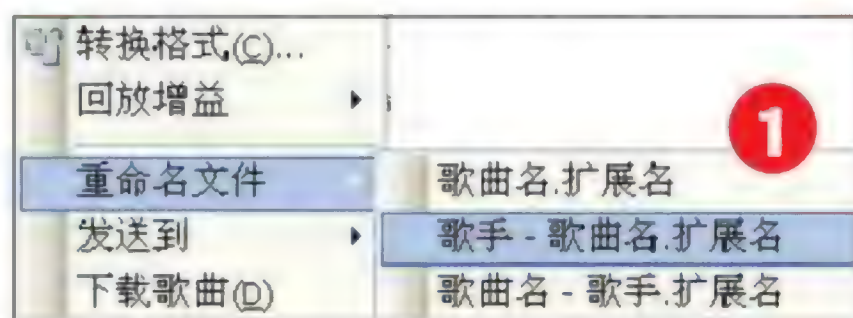 转换格式(C)...
回放增益
1
重命名文件
歌曲名.扩展名
发送到
歌手 - 歌曲名.扩展名
下载歌曲(D)
歌曲名 - 歌手.扩展名